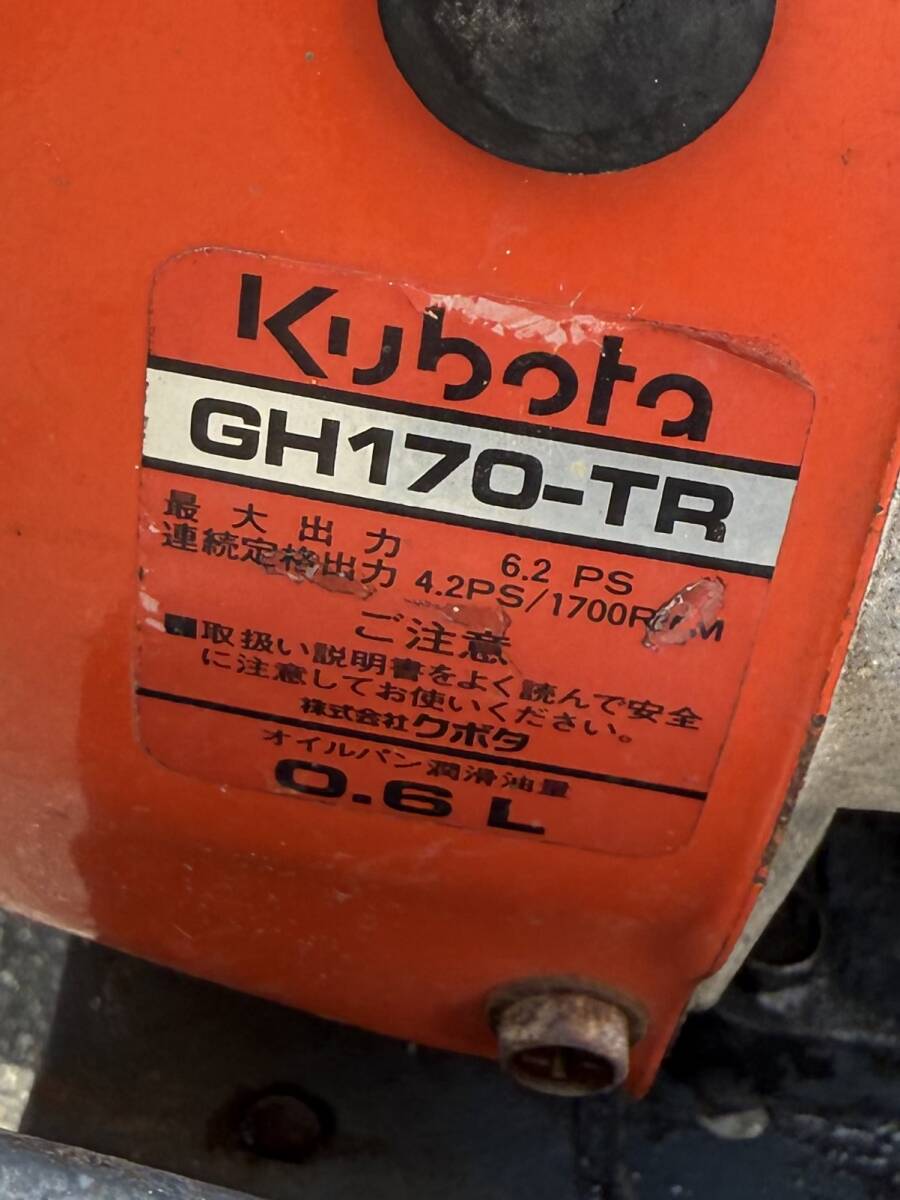 Kubota
GH170-TR
最大出力 6.2 PS
連続定格出力 4.2PS/1700
ご注意
■取扱い説明書をよく読んで安全
に注意してお使いください。
株式会社クボタ
オイルパン潤滑油量
0.6L